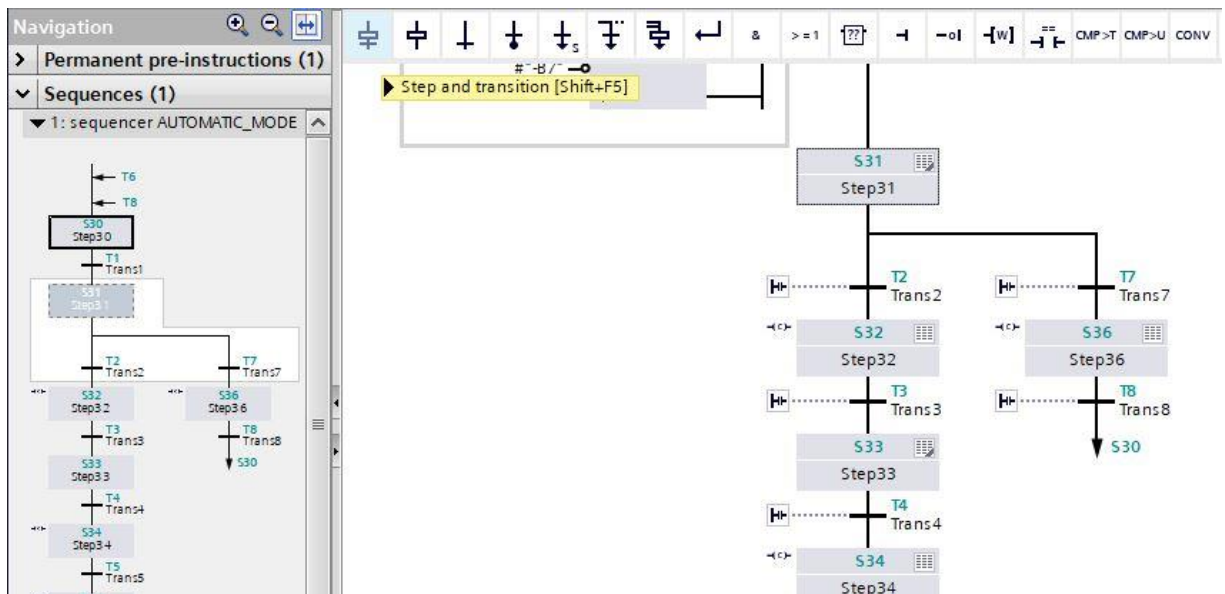 Navigation
Permanent pre-instructions (1)
Sequences (1)
1: sequencer AUTOMATIC_MODE
T6
T8
S30
Step30
T1
Trans1
S31
Step31
T2
Trans2
T7
Trans7
S32
Step32
S36
Step36
T3
Trans3
T8
Trans8
S33
Step33
S30
T4
Trans4
S34
Step34
T5
Trans5
S
&
>=1
??
W
==
CMP>T
CMP>U
CONV
#"-B7"
Step and transition [Shift+F5]
S31
Step31
T2
Trans2
T7
Trans7
S32
Step32
S36
Step36
T3
Trans3
T8
Trans8
S33
Step33
S30
T4
Trans4
S34
Step34